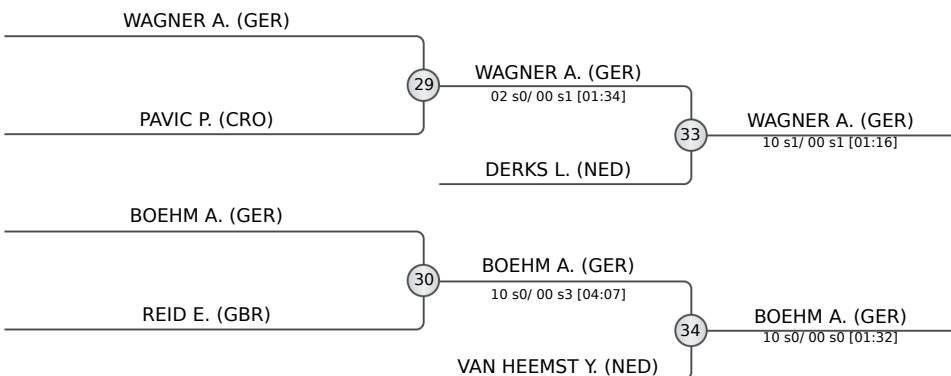 WAGNER A. (GER)
29
WAGNER A. (GER)
02 s0/ 00 s1 [01:34]
PAVIC P. (CRO)
33
WAGNER A. (GER)
10 s1/ 00 s1 [01:16]
DERKS L. (NED)
BOEHM A. (GER)
30
BOEHM A. (GER)
10 s0/ 00 s3 [04:07]
REID E. (GBR)
34
BOEHM A. (GER)
10 s0/ 00 s0 [01:32]
VAN HEEMST Y. (NED)